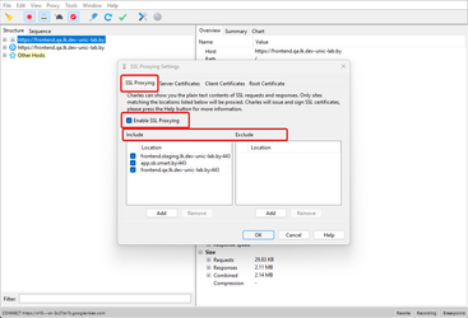 File Edit View Proxy Tools Window Help
Structure Sequence
https://frontend.qa.lk.dev-unic-lab.by
https://frontend.qa.lk.dev-unic-lab.by
Other Hosts
Overview Summary Chart
Name Value
Host https://frontend.qa.lk.dev-unic-lab.by
Path /
SSL Proxying Settings
SSL Proxying Server Certificates Client Certificates Root Certificate
Charles can show you the plain text contents of SSL requests and responses. Only sites
matching the locations listed below will be proxied. Charles will issue and sign SSL certificates,
please press the Help button for more information.
Enable SSL Proxying
Include Exclude
Location Location
frontend.staging.lk.dev-unic-lab.by:443
app.sb.smart.by:443
frontend.qa.lk.dev-unic-lab.by:443
Add Remove Add Remove
OK Cancel Help
Size
Requests 29.83 KB
Responses 2.11 MB
Combined 2.14 MB
Compression -
Filter:
Rewrite Recording Breakpoints